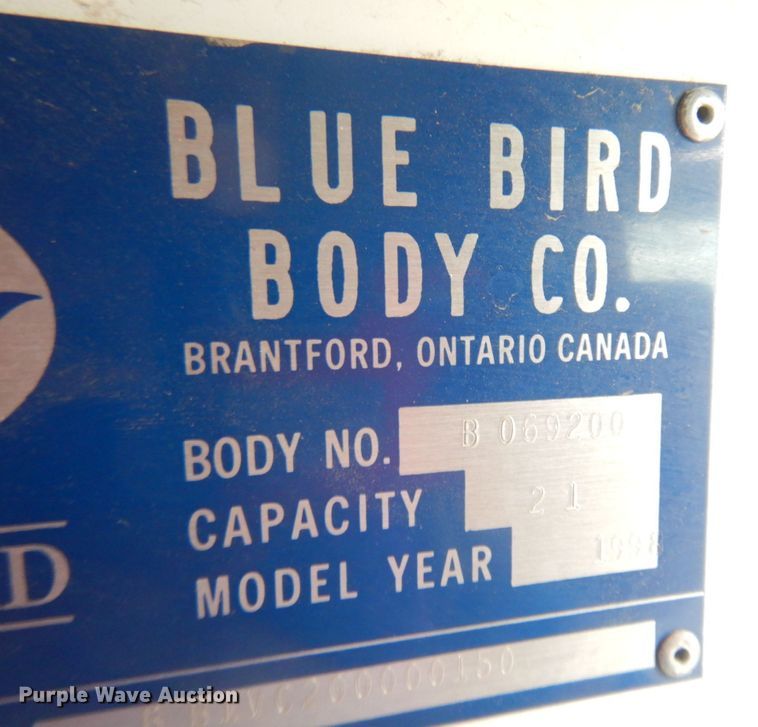 BLUE BIRD
BODY CO.
BRANTFORD, ONTARIO CANADA
BODY NO. B 069200
CAPACITY 21
MODEL YEAR 1998
D
Purple Wave Auction